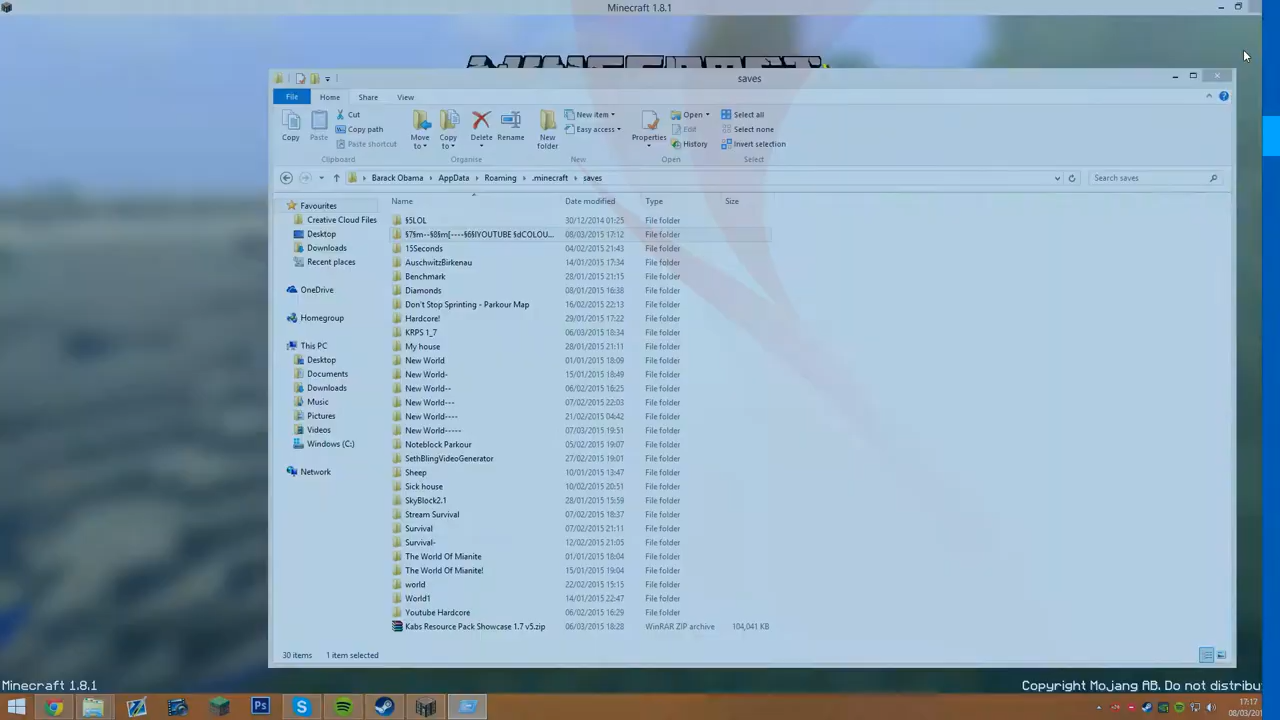 Minecraft 1.8.1
MINECRAFT
saves
File Home Share View
Copy
Paste
Cut
Copy path
Paste shortcut
Clipboard
Move to
Copy to
Delete
Rename
Organise
New folder
New item
Easy access
New
Properties
Open
Edit
History
Open
Select all
Select none
Invert selection
Select
Barack Obama AppData Roaming .minecraft saves
Search saves
Favourites
Creative Cloud Files
Desktop
Downloads
Recent places
OneDrive
Homegroup
This PC
Desktop
Documents
Downloads
Music
Pictures
Videos
Windows (C:)
Network
Name Date modified Type Size
§5LOL 30/12/2014 01:25 File folder
§7§m--§8§m[----§6§lYOUTUBE §dCOLOU... 08/03/2015 17:12 File folder
15Seconds 04/02/2015 21:43 File folder
AuschwitzBirkenau 14/01/2015 17:34 File folder
Benchmark 28/01/2015 21:15 File folder
Diamonds 08/01/2015 16:38 File folder
Don't Stop Sprinting - Parkour Map 16/02/2015 22:13 File folder
Hardcore! 29/01/2015 17:22 File folder
KRPS 1_7 06/03/2015 18:34 File folder
My house 28/01/2015 21:11 File folder
New World 01/01/2015 18:09 File folder
New World- 15/01/2015 18:49 File folder
New World-- 06/02/2015 16:25 File folder
New World--- 07/02/2015 22:03 File folder
New World---- 21/02/2015 04:42 File folder
New World----- 07/03/2015 19:51 File folder
Noteblock Parkour 05/02/2015 19:07 File folder
SethBlingVideoGenerator 27/02/2015 19:01 File folder
Sheep 10/01/2015 13:47 File folder
Sick house 10/02/2015 20:51 File folder
SkyBlock2.1 28/01/2015 15:59 File folder
Stream Survival 07/02/2015 18:37 File folder
Survival 07/02/2015 21:11 File folder
Survival- 12/02/2015 21:05 File folder
The World Of Mianite 01/01/2015 18:04 File folder
The World Of Mianite! 15/01/2015 19:04 File folder
world 22/02/2015 15:15 File folder
World1 14/01/2015 22:47 File folder
Youtube Hardcore 06/02/2015 16:29 File folder
Kabs Resource Pack Showcase 1.7 v5.zip 06/03/2015 18:28 WinRAR ZIP archive 104,041 KB
30 items 1 item selected
Minecraft 1.8.1
Copyright Mojang AB. Do not distribu
Ps
17:17
08/03/201